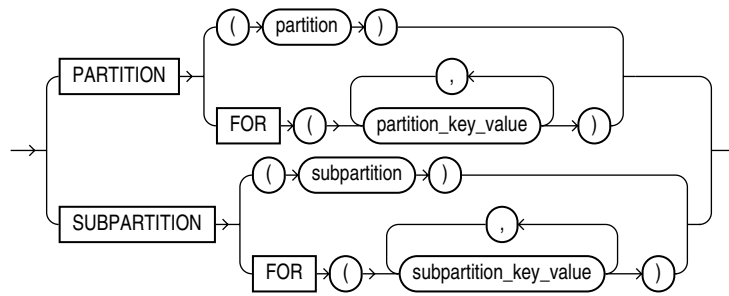 ( partition )
PARTITION
,
FOR ( partition_key_value )
( subpartition )
SUBPARTITION
,
FOR ( subpartition_key_value )